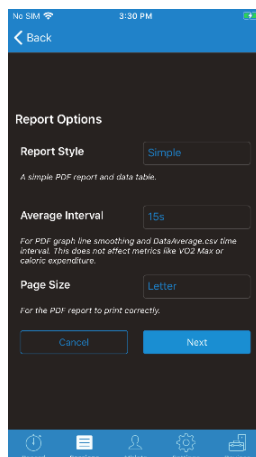 No SIM 3:30 PM
Back
Report Options
Report Style Simple
A simple PDF report and data table.
Average Interval 15s
For PDF graph line smoothing and DataAverage.csv time
interval. This does not affect metrics like VO2 Max or
caloric expenditure.
Page Size Letter
For the PDF report to print correctly.
Cancel Next